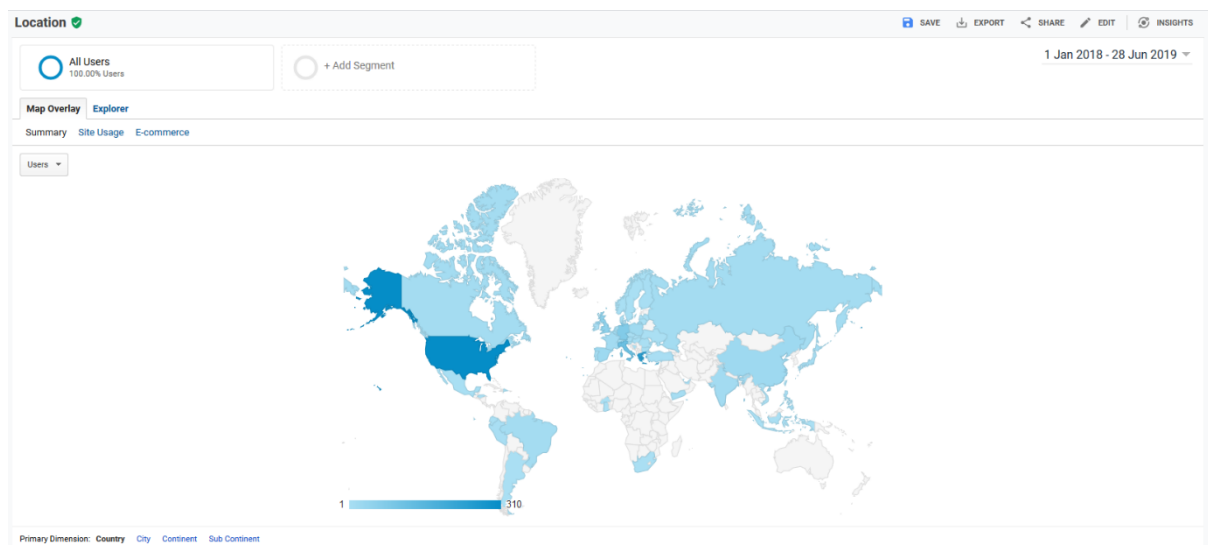 Location
SAVE EXPORT SHARE EDIT INSIGHTS
All Users
100.00% Users
+ Add Segment
1 Jan 2018 - 28 Jun 2019
Map Overlay Explorer
Summary Site Usage E-commerce
Users
1 310
Primary Dimension: Country City Continent Sub Continent